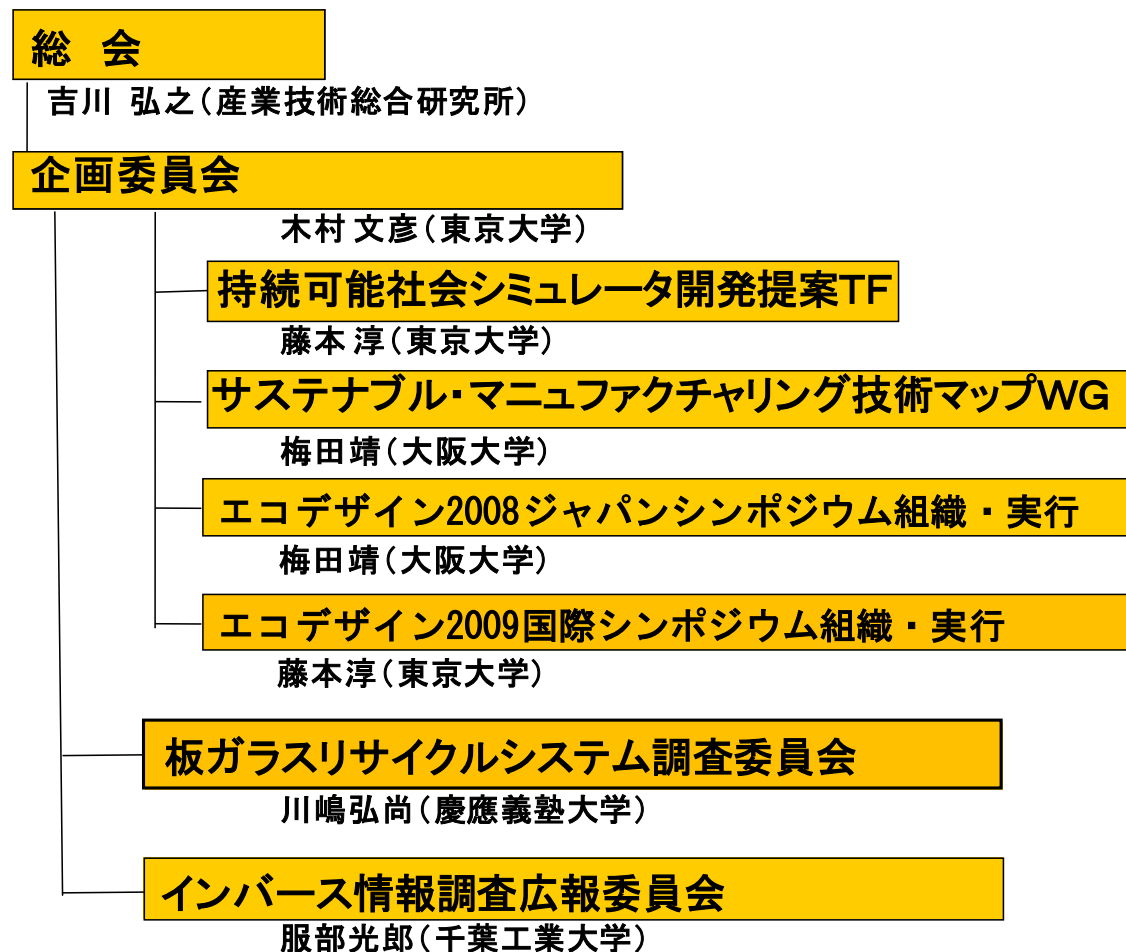 総　会
吉川 弘之（産業技術総合研究所）
企画委員会
木村 文彦（東京大学）
持続可能社会シミュレータ開発提案TF
藤本 淳（東京大学）
サステナブル・マニュファクチャリング技術マップWG
梅田靖（大阪大学）
エコデザイン2008ジャパンシンポジウム組織・実行
梅田靖（大阪大学）
エコデザイン2009国際シンポジウム組織・実行
藤本淳（東京大学）
板ガラスリサイクルシステム調査委員会
川嶋弘尚（慶應義塾大学）
インバース情報調査広報委員会
服部光郎（千葉工業大学）